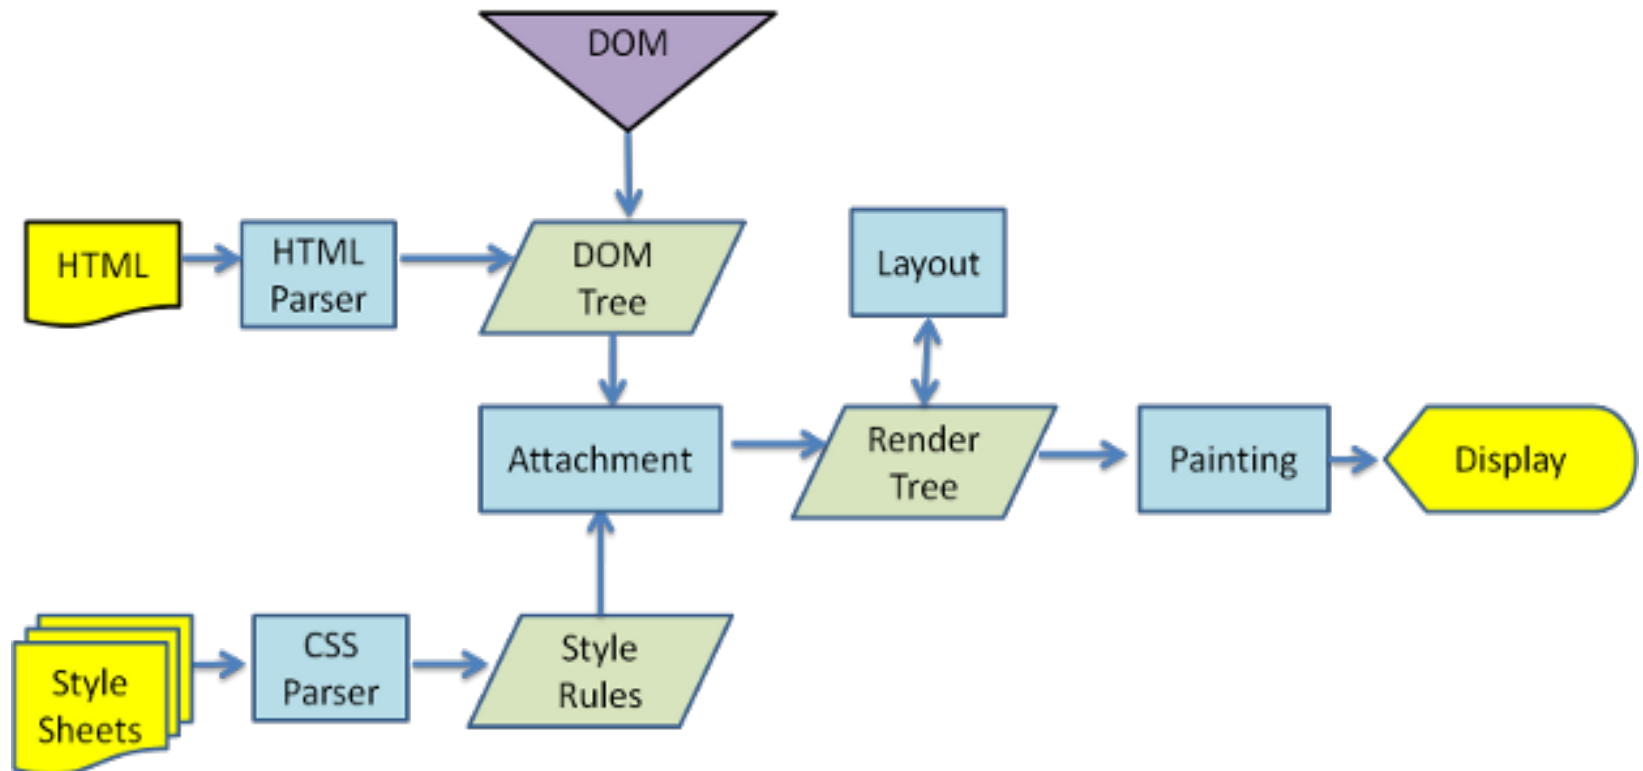 DOM
HTML
HTML
Parser
DOM
Tree
Layout
Attachment
Render
Tree
Painting
Display
Style
Sheets
CSS
Parser
Style
Rules